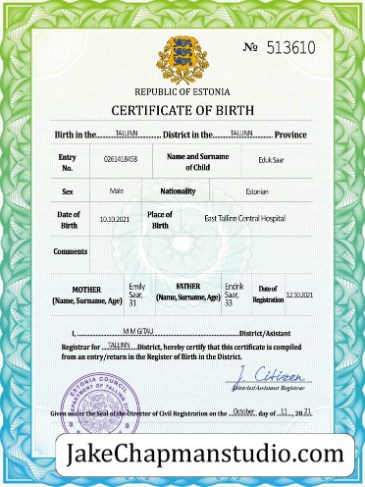 № 513610
REPUBLIC OF ESTONIA
CERTIFICATE OF BIRTH
Birth in the....TALLINN............ District in the....TALLINN........ Province
Entry No. 0261418458 Name and Surname of Child Eduk Saar
Sex Male Nationality Estonian
Date of Birth 10.10.2021 Place of Birth East Tallinn Central Hospital
Comments
MOTHER (Name, Surname, Age) Emily Saar, 31 FATHER (Name, Surname, Age) Endrik Saar, 33 Date of Registration 12.10.2021
I, ...............M M GITAU.....................................District/Asistant
Registrar for ..TALLINN.. District, hereby certify that this certificate is compiled
from an entry/return in the Register of Birth in the District.
J. Citizen
District/Assistant Registrar
ESTONIA COUNCIL
Given under the Seal of the Director of Civil Registration on the ....October.... day of ....11.., 2021
JakeChapmanstudio.com